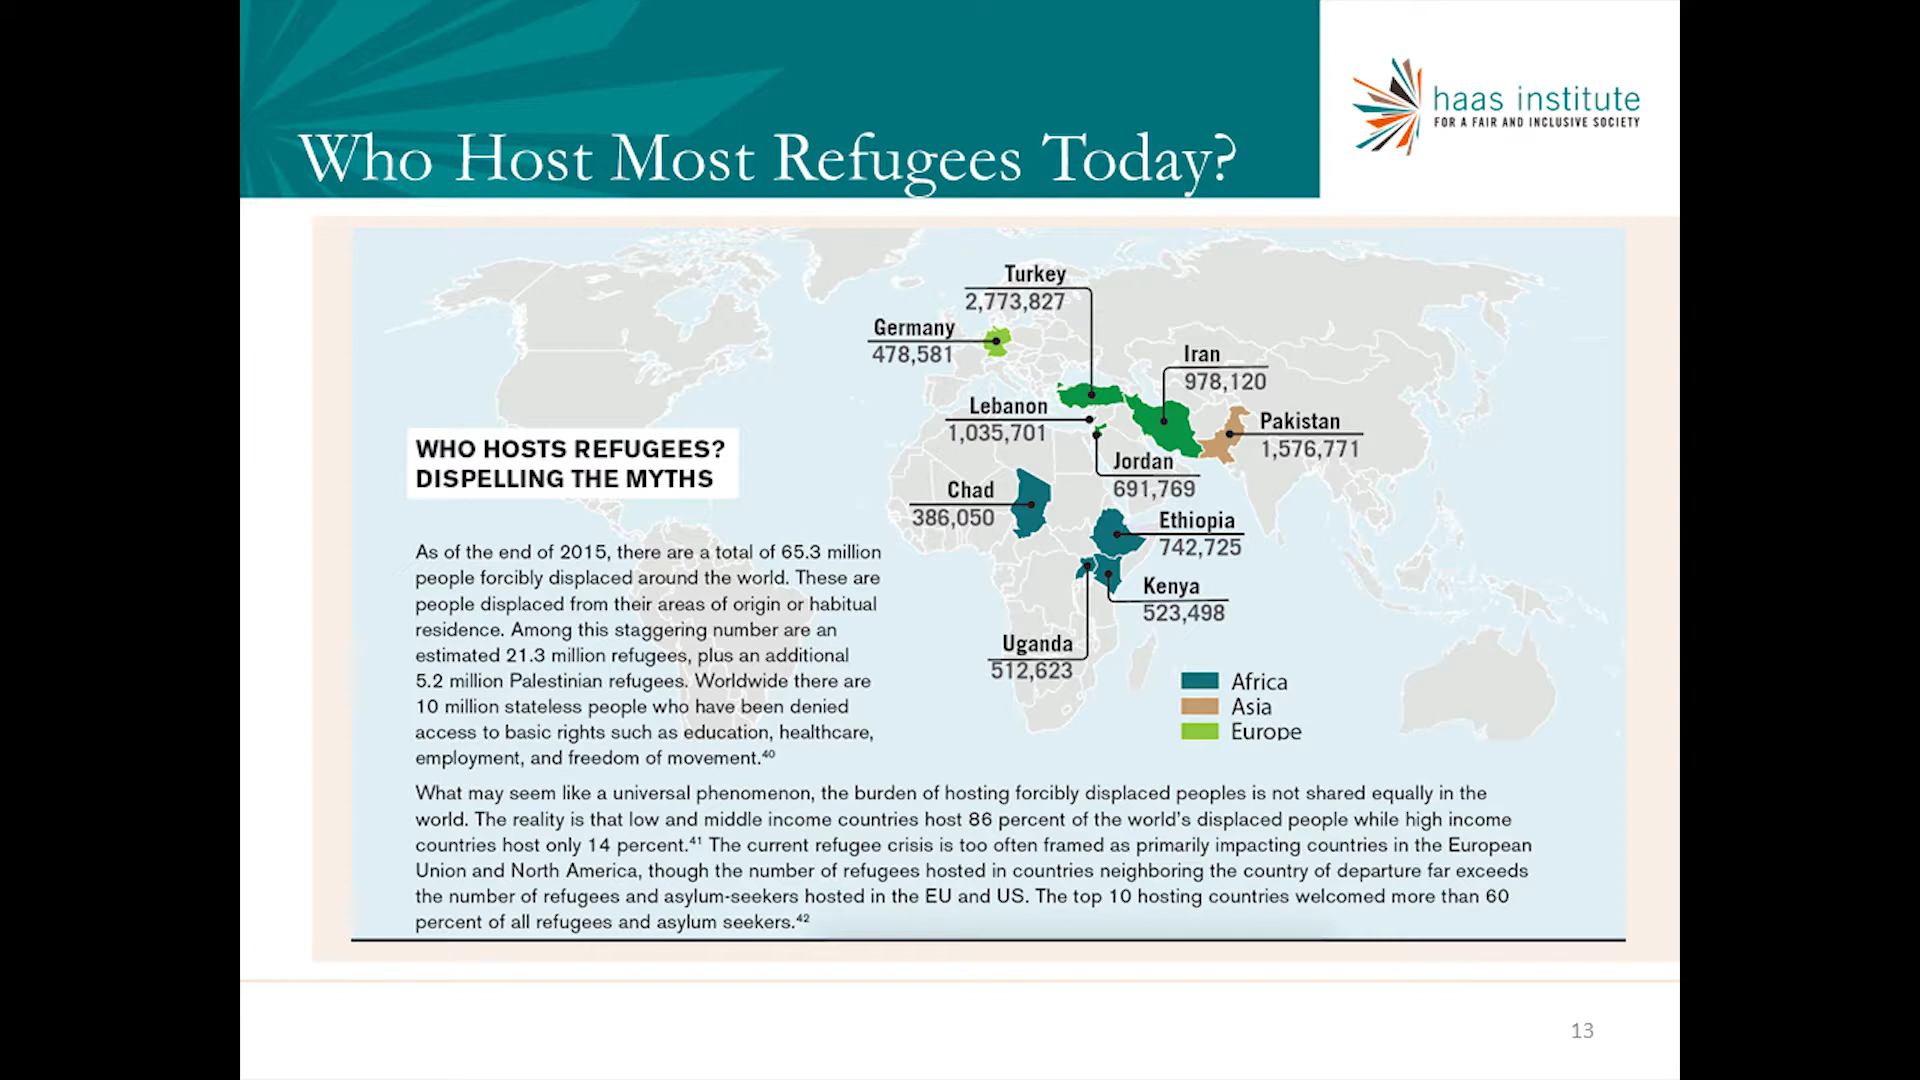 Who Host Most Refugees Today?
haas institute
FOR A FAIR AND INCLUSIVE SOCIETY
Turkey
2,773,827
Germany
478,581
Iran
978,120
Lebanon
1,035,701
Pakistan
1,576,771
Jordan
691,769
Chad
386,050
Ethiopia
742,725
Kenya
523,498
Uganda
512,623
Africa
Asia
Europe
WHO HOSTS REFUGEES?
DISPELLING THE MYTHS
As of the end of 2015, there are a total of 65.3 million
people forcibly displaced around the world. These are
people displaced from their areas of origin or habitual
residence. Among this staggering number are an
estimated 21.3 million refugees, plus an additional
5.2 million Palestinian refugees. Worldwide there are
10 million stateless people who have been denied
access to basic rights such as education, healthcare,
employment, and freedom of movement.⁴⁰
What may seem like a universal phenomenon, the burden of hosting forcibly displaced peoples is not shared equally in the
world. The reality is that low and middle income countries host 86 percent of the world's displaced people while high income
countries host only 14 percent.⁴¹ The current refugee crisis is too often framed as primarily impacting countries in the European
Union and North America, though the number of refugees hosted in countries neighboring the country of departure far exceeds
the number of refugees and asylum-seekers hosted in the EU and US. The top 10 hosting countries welcomed more than 60
percent of all refugees and asylum seekers.⁴²
13